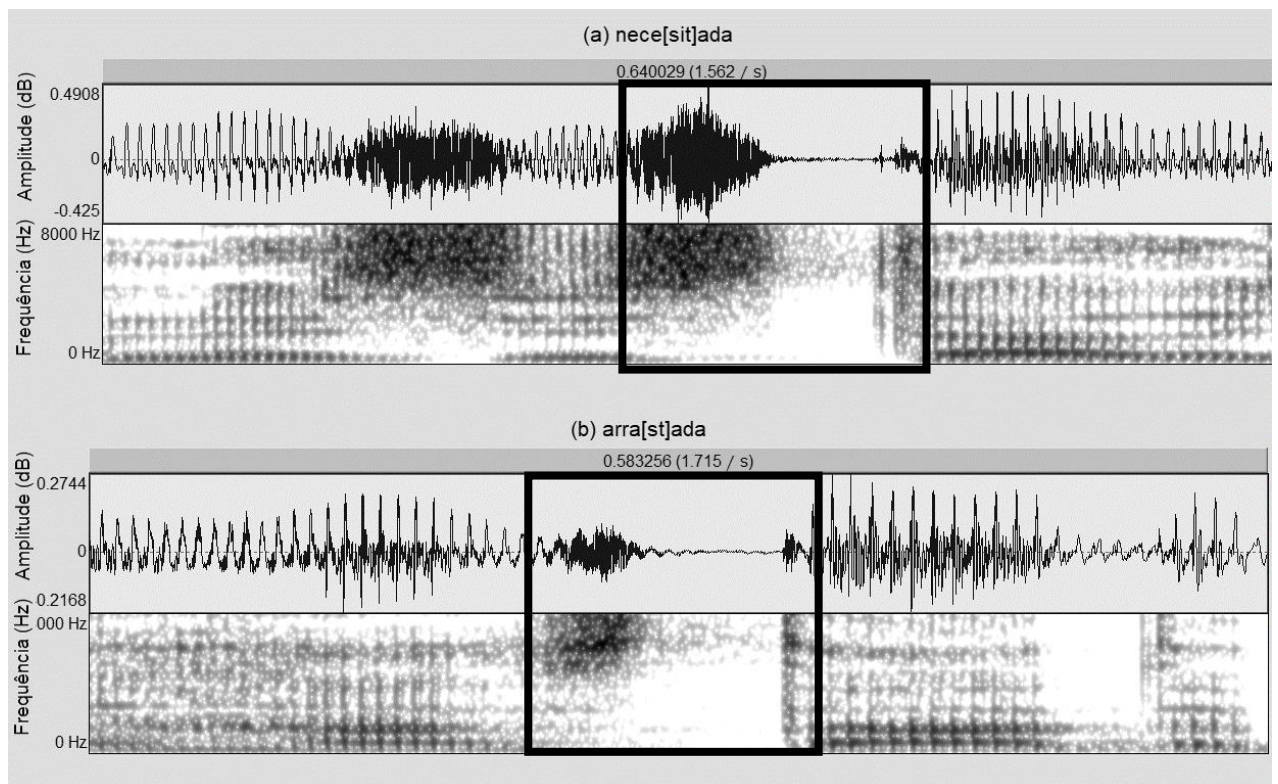 (a) nece[sit]ada
0.640029 (1.562 / s)
Amplitude (dB)
0.4908
0
-0.425
Frequência (Hz)
8000 Hz
0 Hz
(b) arra[st]ada
0.583256 (1.715 / s)
Amplitude (dB)
0.2744
0
0.2168
Frequência (Hz)
000 Hz
0 Hz